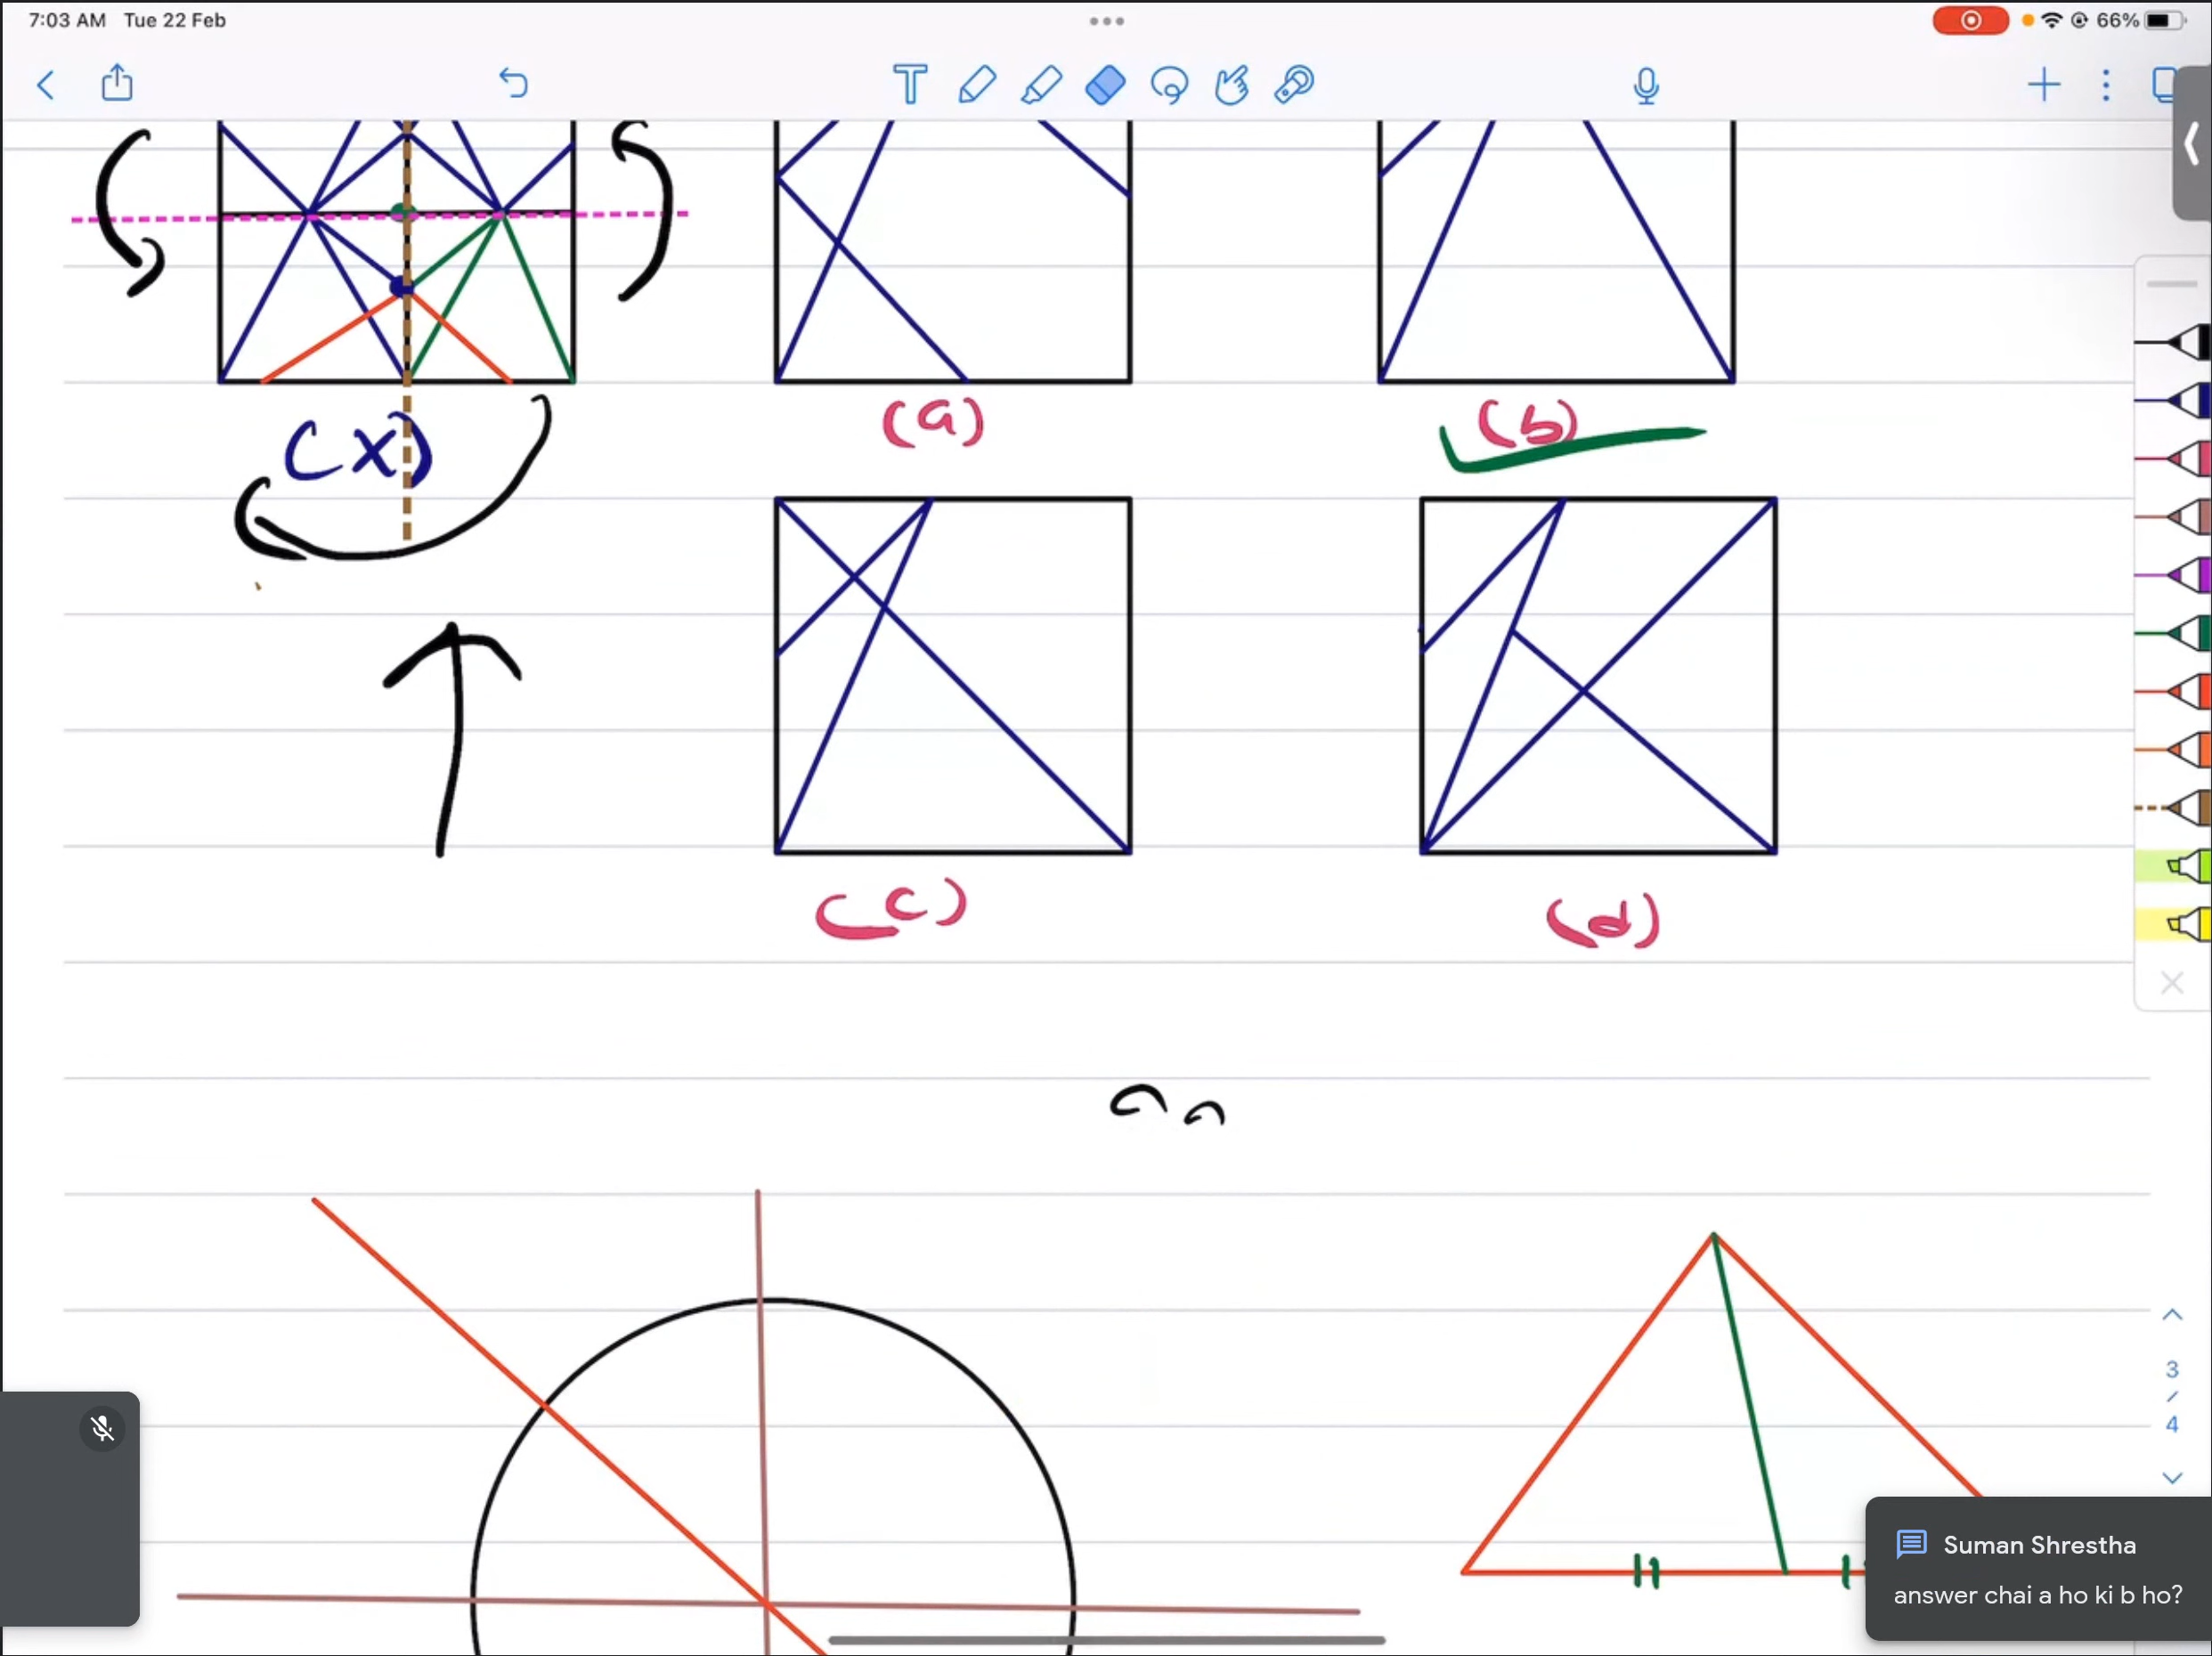 7:03 AM Tue 22 Feb
66%
T
(x)
(a)
(b)
(c)
(d)
3
/
4
Suman Shrestha
answer chai a ho ki b ho?